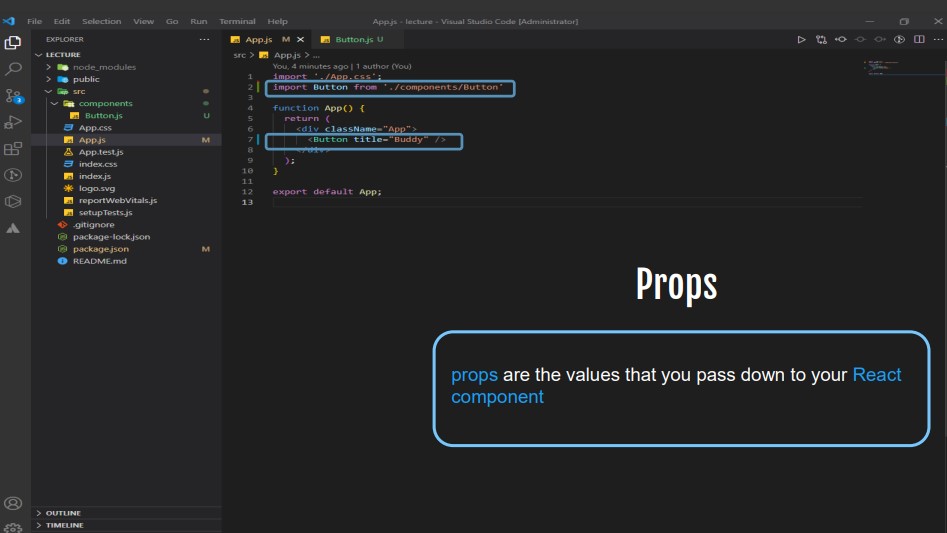 File Edit Selection View Go Run Terminal Help
App.js - lecture - Visual Studio Code [Administrator]
EXPLORER
LECTURE
node_modules
public
src
components
Button.js U
App.css
App.js M
App.test.js
index.css
index.js
logo.svg
reportWebVitals.js
setupTests.js
.gitignore
package-lock.json
package.json M
README.md
OUTLINE
TIMELINE
3
App.js M Button.js U
src > App.js > ...
You, 4 minutes ago | 1 author (You)
1 import './App.css';
2 import Button from './components/Button'
3
4 function App() {
5 return (
6 <div className="App">
7 <Button title="Buddy" />
8 </div>
9 );
10 }
11
12 export default App;
13
Props
props are the values that you pass down to your React
component